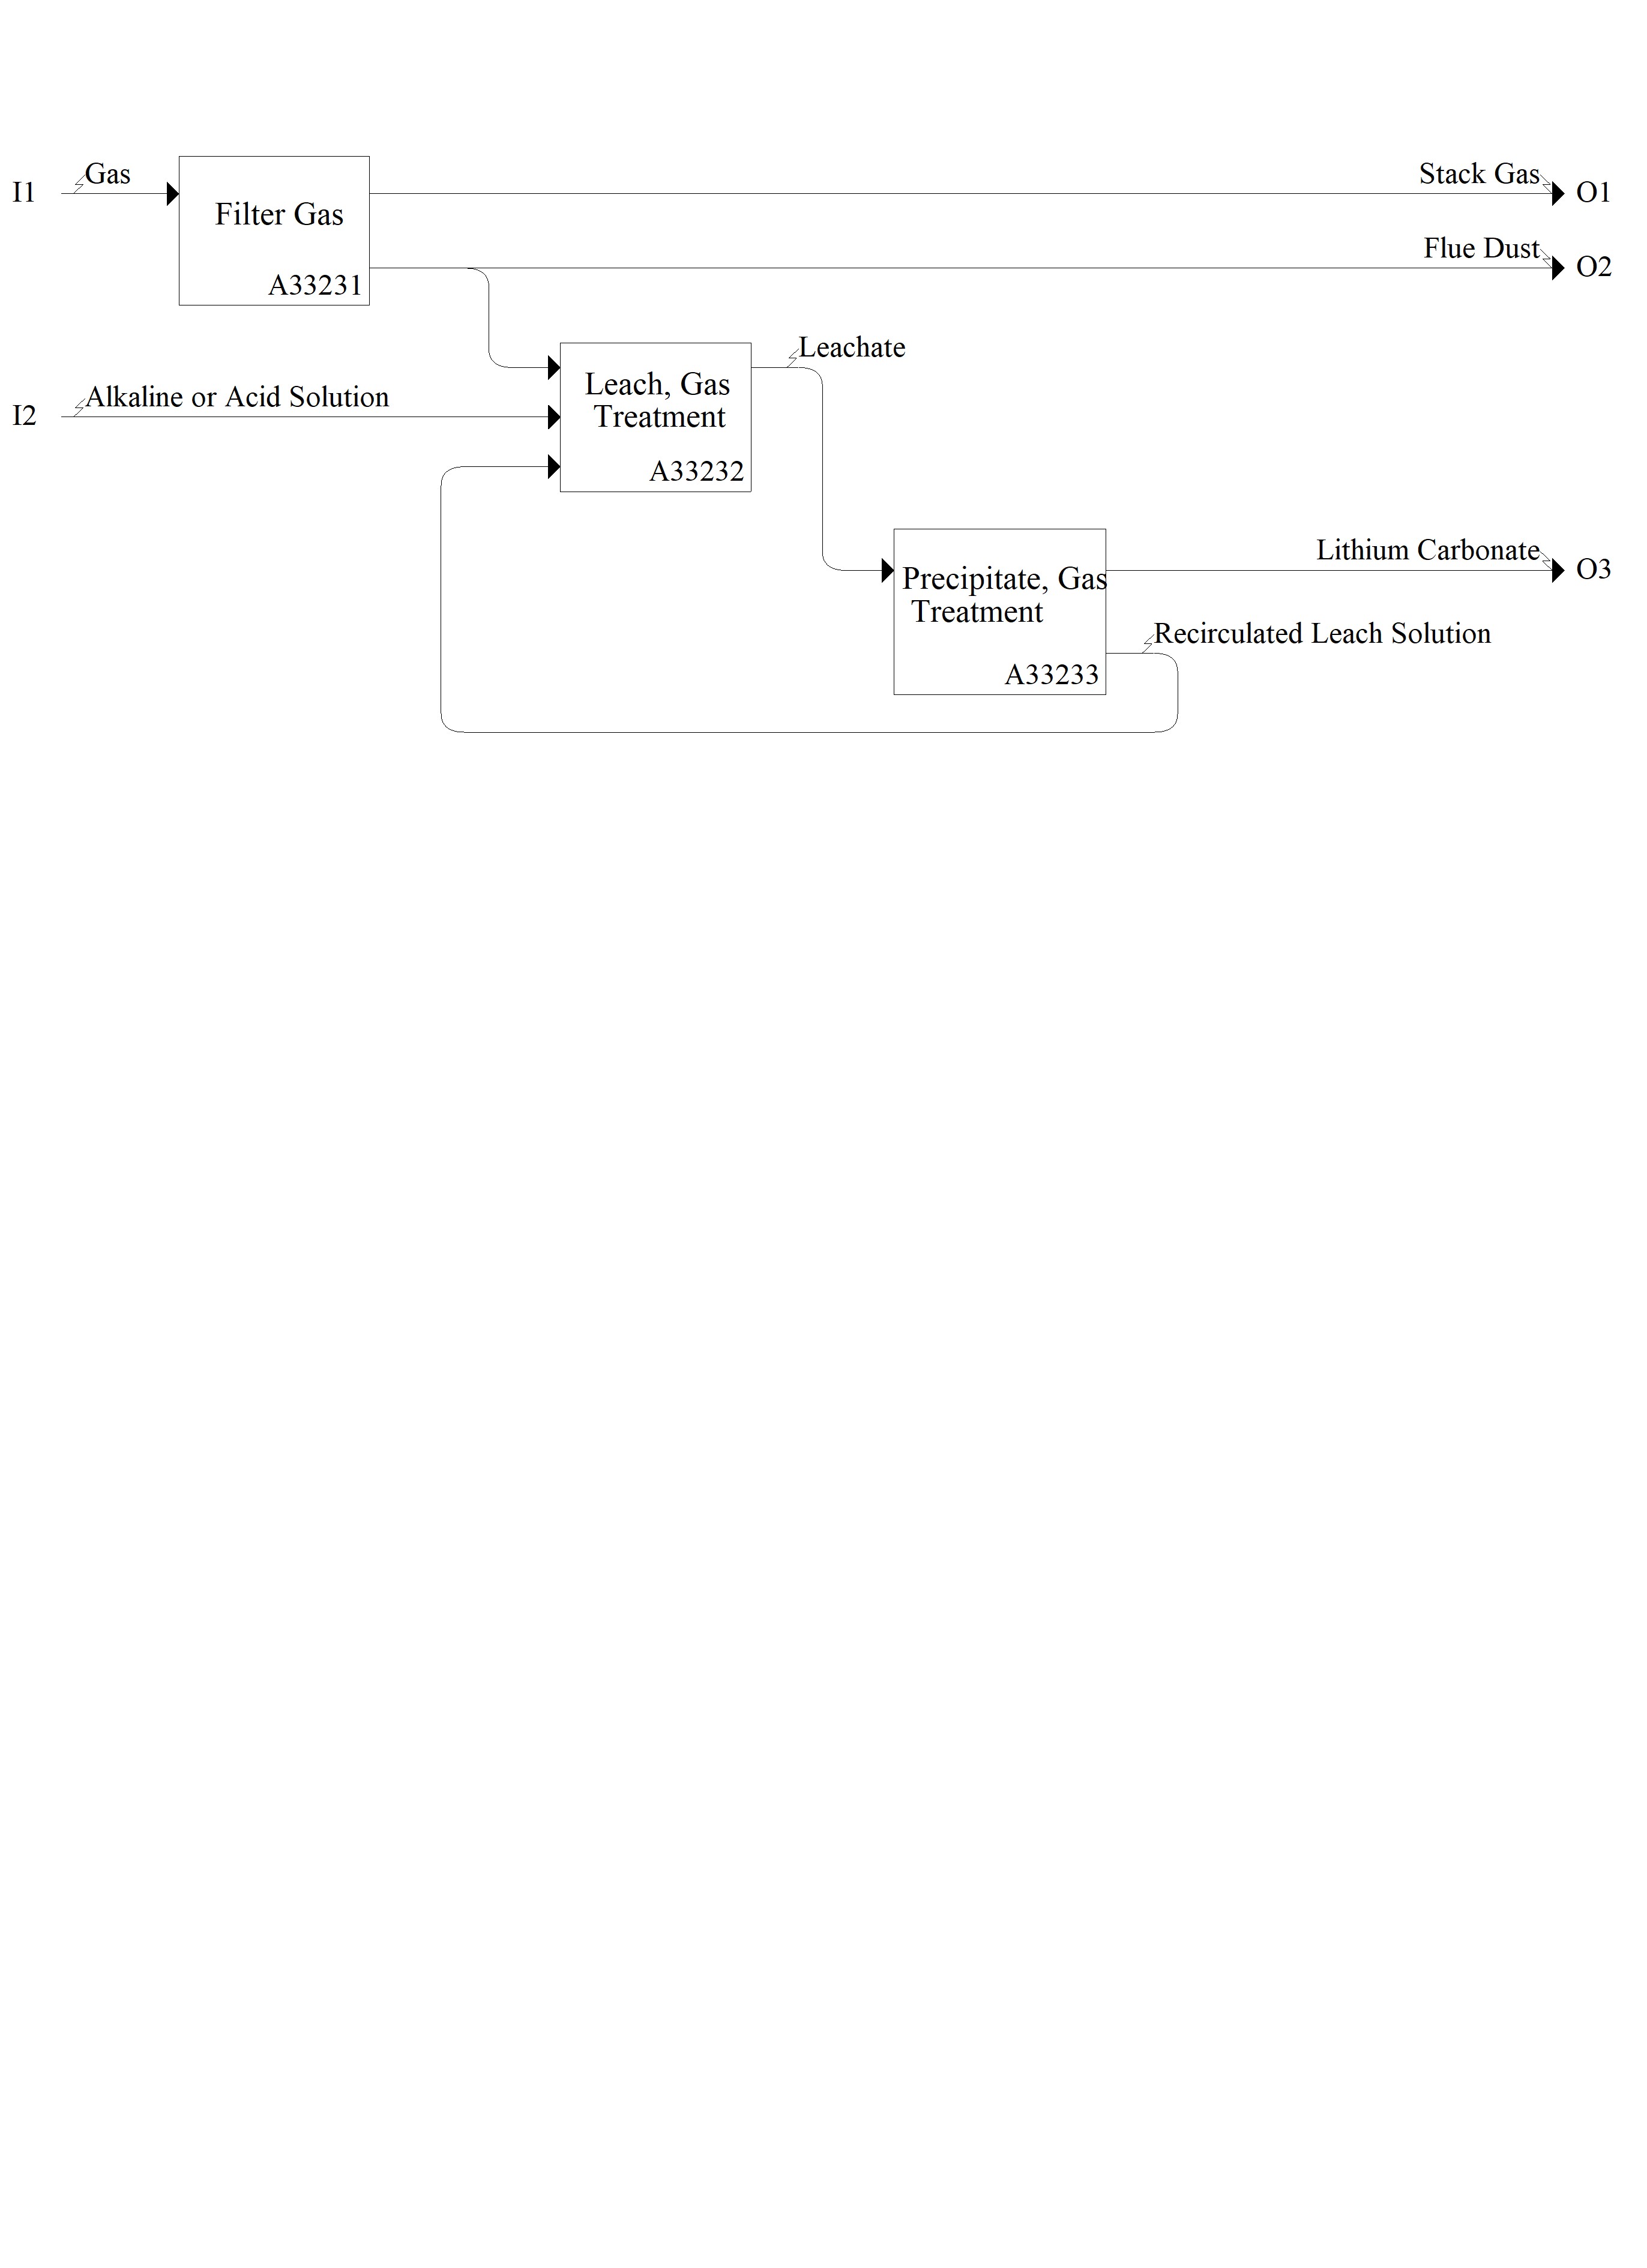 I1
Gas
Filter Gas
A33231
Stack Gas
O1
Flue Dust
O2
I2
Alkaline or Acid Solution
Leach, Gas
Treatment
A33232
Leachate
Precipitate, Gas
Treatment
A33233
Lithium Carbonate
O3
Recirculated Leach Solution